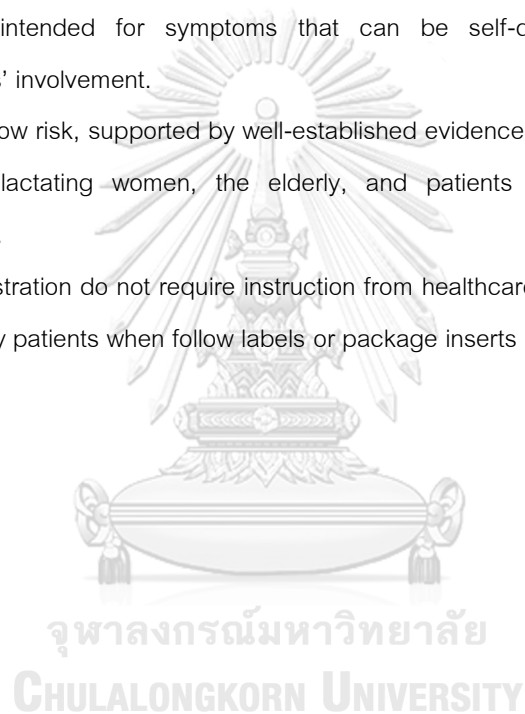 intended for symptoms that can be self-d
s' involvement.
ow risk, supported by well-established evidence
lactating women, the elderly, and patients
stration do not require instruction from healthcare
y patients when follow labels or package inserts
จุฬาลงกรณ์มหาวิทยาลัย
CHULALONGKORN UNIVERSITY